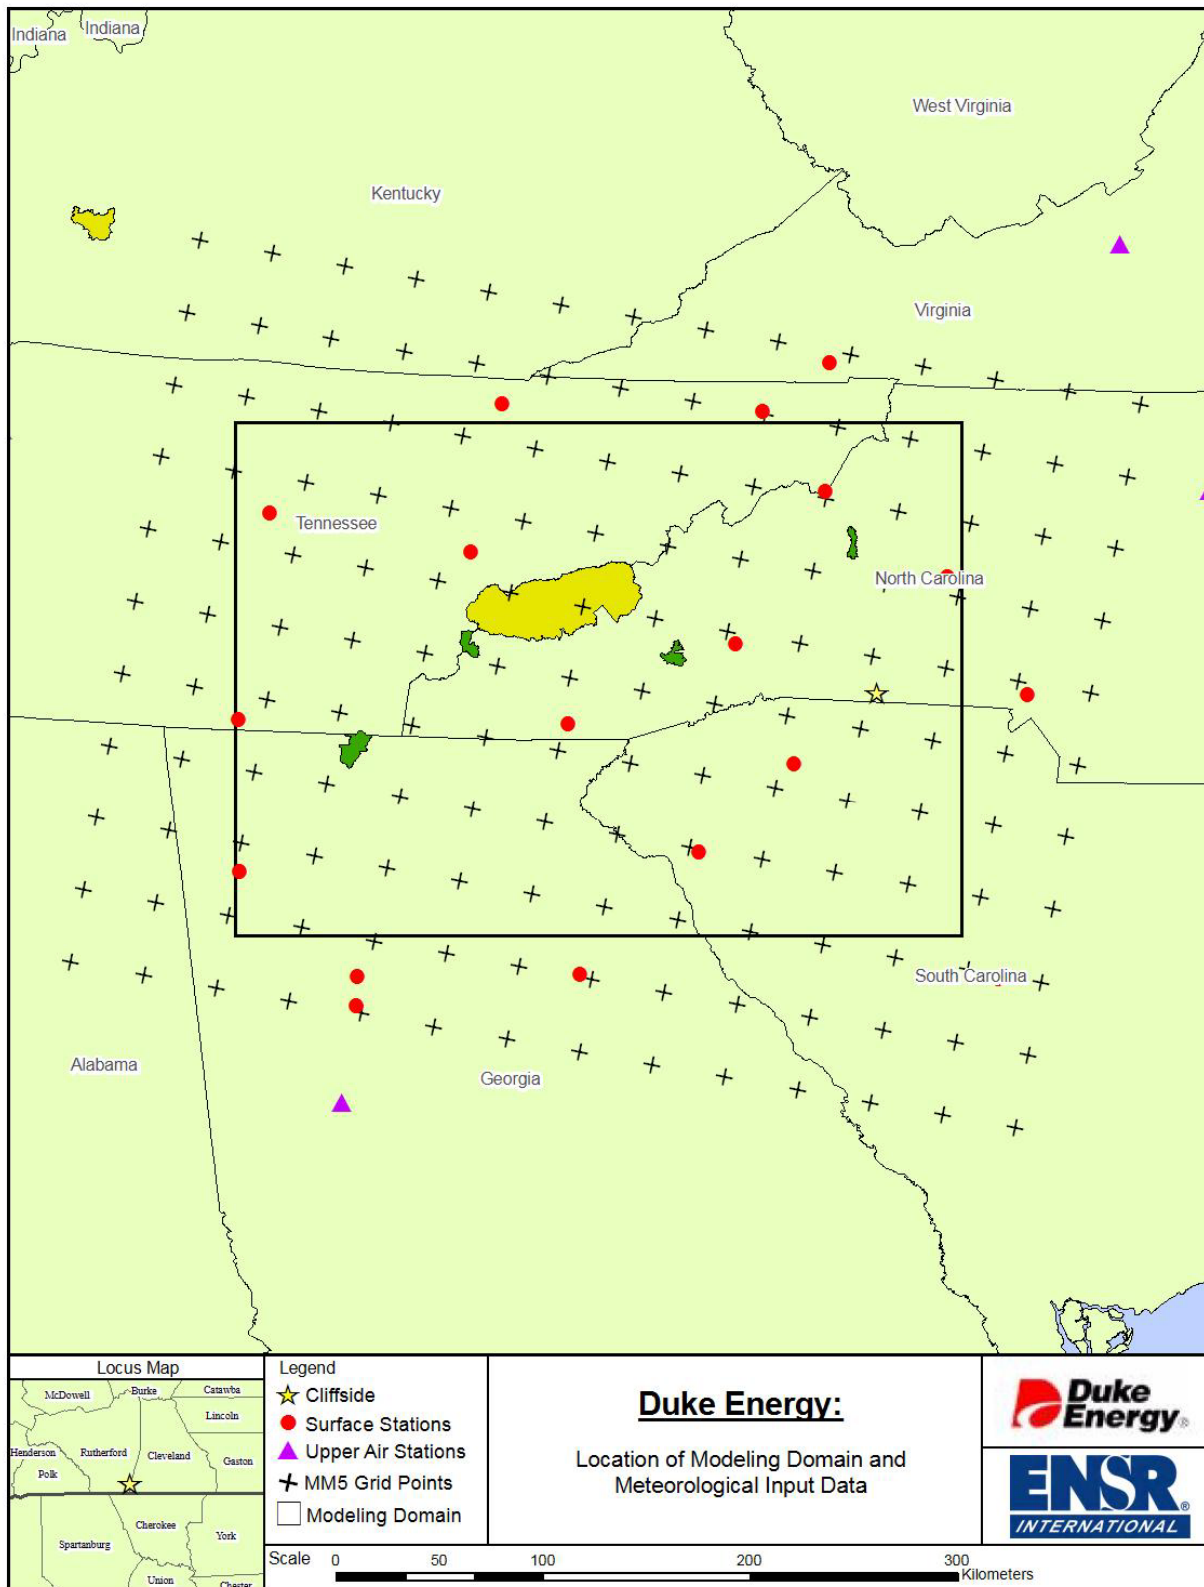 Indiana
Indiana
West Virginia
Kentucky
Virginia
Tennessee
North Carolina
South Carolina
Alabama
Georgia
Locus Map
McDowell
Burke
Catawba
Lincoln
Henderson
Rutherford
Cleveland
Gaston
Polk
Cherokee
York
Spartanburg
Union
Chester
Legend
Cliffside
Surface Stations
Upper Air Stations
MM5 Grid Points
Modeling Domain
Duke Energy:
Location of Modeling Domain and
Meteorological Input Data
Duke
Energy®
ENSR®
INTERNATIONAL
Scale 0 50 100 200 300
Kilometers